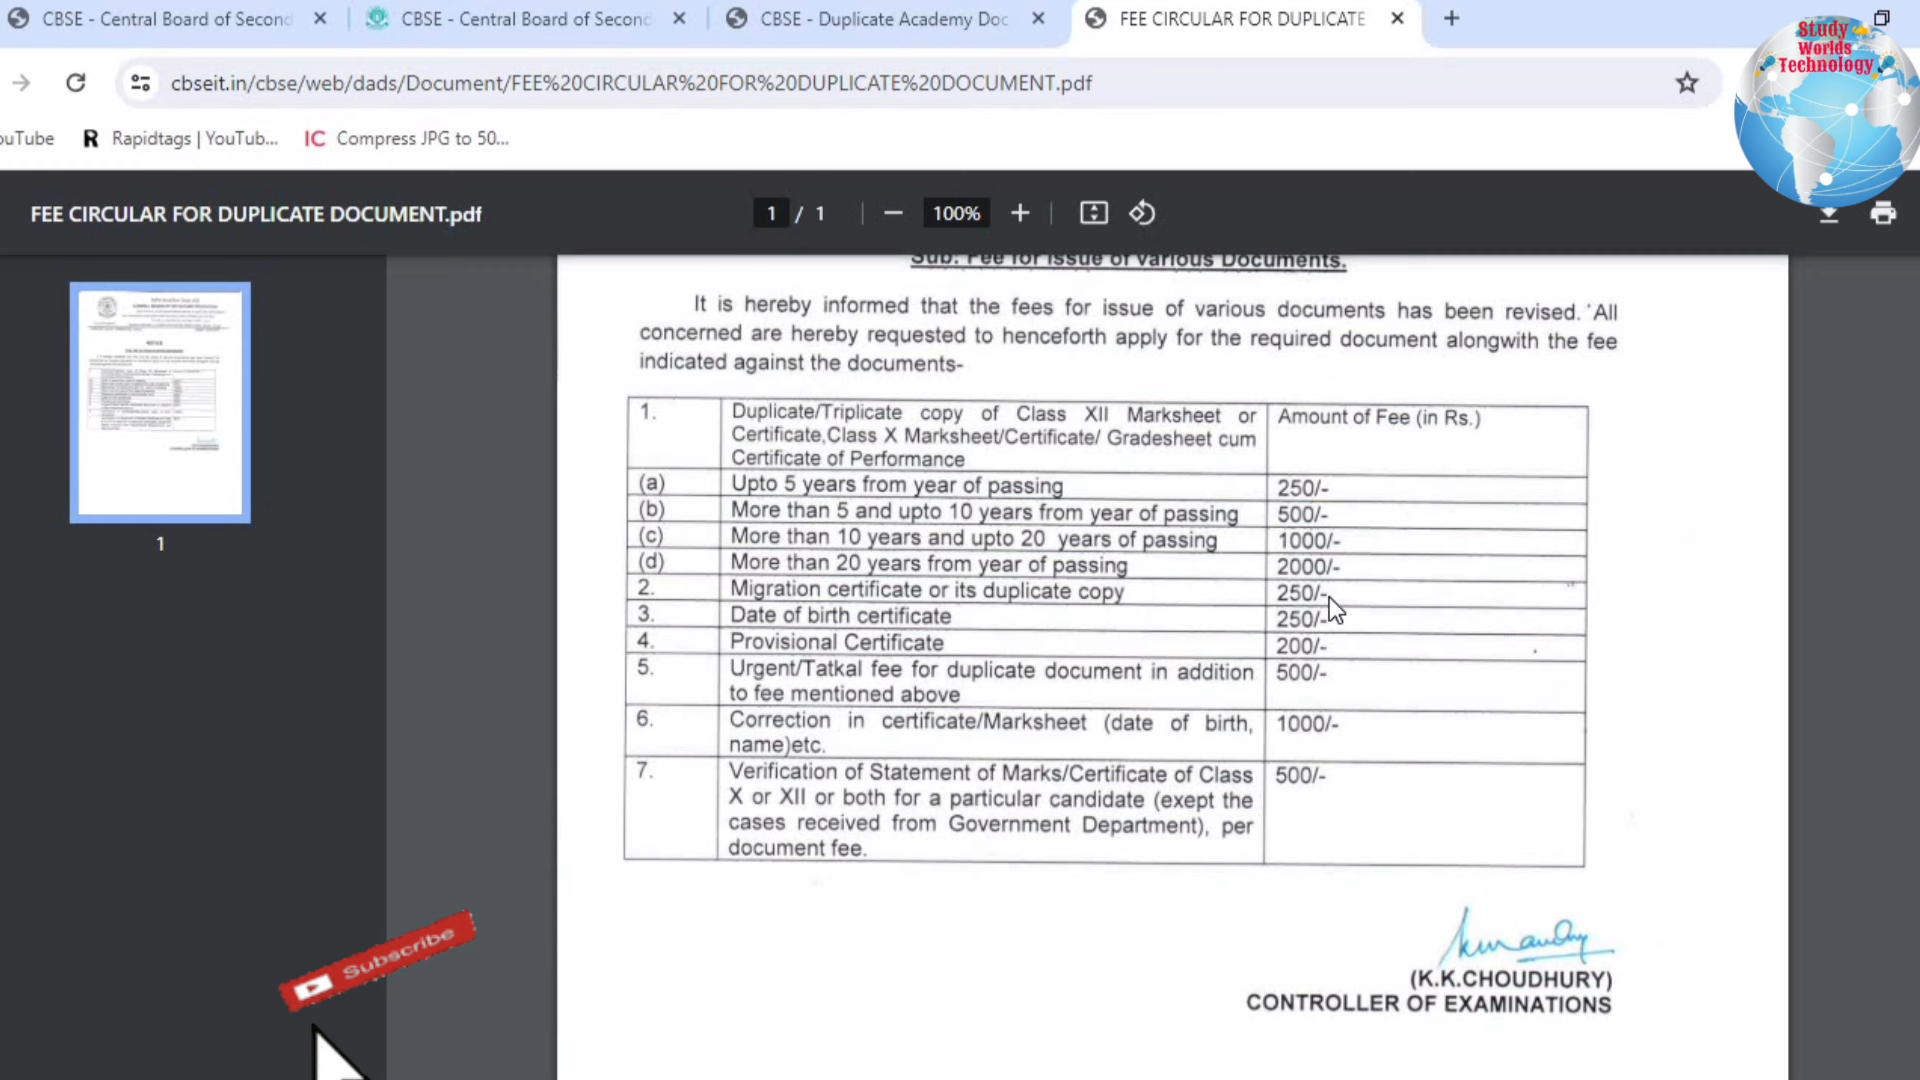 CBSE - Central Board of Second
CBSE - Central Board of Second
CBSE - Duplicate Academy Doc
FEE CIRCULAR FOR DUPLICATE
Study
Worlds
Technology
cbseit.in/cbse/web/dads/Document/FEE%20CIRCULAR%20FOR%20DUPLICATE%20DOCUMENT.pdf
ouTube
R Rapidtags | YouTub...
IC Compress JPG to 50...
FEE CIRCULAR FOR DUPLICATE DOCUMENT.pdf
1 / 1
100%
Sub: Fee for Issue of Various Documents.
It is hereby informed that the fees for issue of various documents has been revised. All
concerned are hereby requested to henceforth apply for the required document alongwith the fee
indicated against the documents-
1. Duplicate/Triplicate copy of Class XII Marksheet or Amount of Fee (in Rs.)
Certificate,Class X Marksheet/Certificate/ Gradesheet cum
Certificate of Performance
(a) Upto 5 years from year of passing 250/-
(b) More than 5 and upto 10 years from year of passing 500/-
(c) More than 10 years and upto 20 years of passing 1000/-
(d) More than 20 years from year of passing 2000/-
2. Migration certificate or its duplicate copy 250/-
3. Date of birth certificate 250/-
4. Provisional Certificate 200/-
5. Urgent/Tatkal fee for duplicate document in addition 500/-
to fee mentioned above
6. Correction in certificate/Marksheet (date of birth, 1000/-
name)etc.
7. Verification of Statement of Marks/Certificate of Class 500/-
X or XII or both for a particular candidate (exept the
cases received from Government Department), per
document fee.
1
Subscribe
(K.K.CHOUDHURY)
CONTROLLER OF EXAMINATIONS